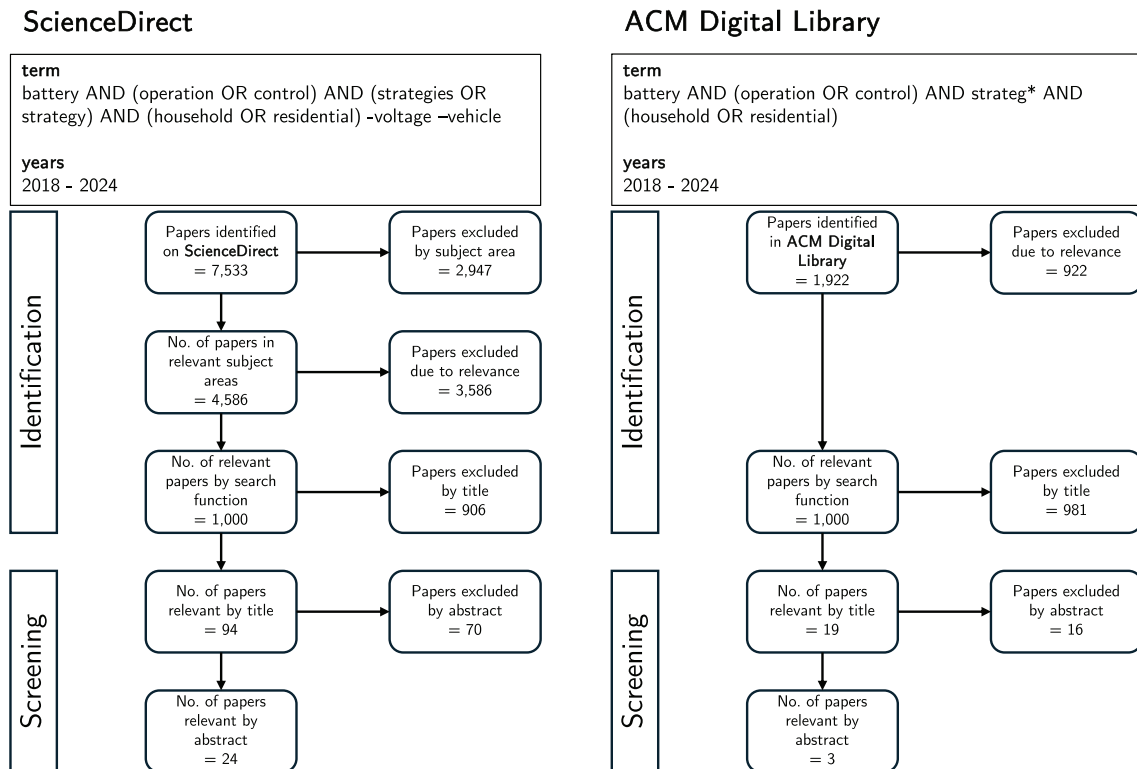 ScienceDirect
term
battery AND (operation OR control) AND (strategies OR
strategy) AND (household OR residential) -voltage –vehicle
years
2018 - 2024
Identification
Papers identified
on ScienceDirect
= 7,533
Papers excluded
by subject area
= 2,947
No. of papers in
relevant subject
areas
= 4,586
Papers excluded
due to relevance
= 3,586
No. of relevant
papers by search
function
= 1,000
Papers excluded
by title
= 906
Screening
No. of papers
relevant by title
= 94
Papers excluded
by abstract
= 70
No. of papers
relevant by
abstract
= 24
ACM Digital Library
term
battery AND (operation OR control) AND strateg* AND
(household OR residential)
years
2018 - 2024
Identification
Papers identified
in ACM Digital
Library
= 1,922
Papers excluded
due to relevance
= 922
No. of relevant
papers by search
function
= 1,000
Papers excluded
by title
= 981
Screening
No. of papers
relevant by title
= 19
Papers excluded
by abstract
= 16
No. of papers
relevant by
abstract
= 3